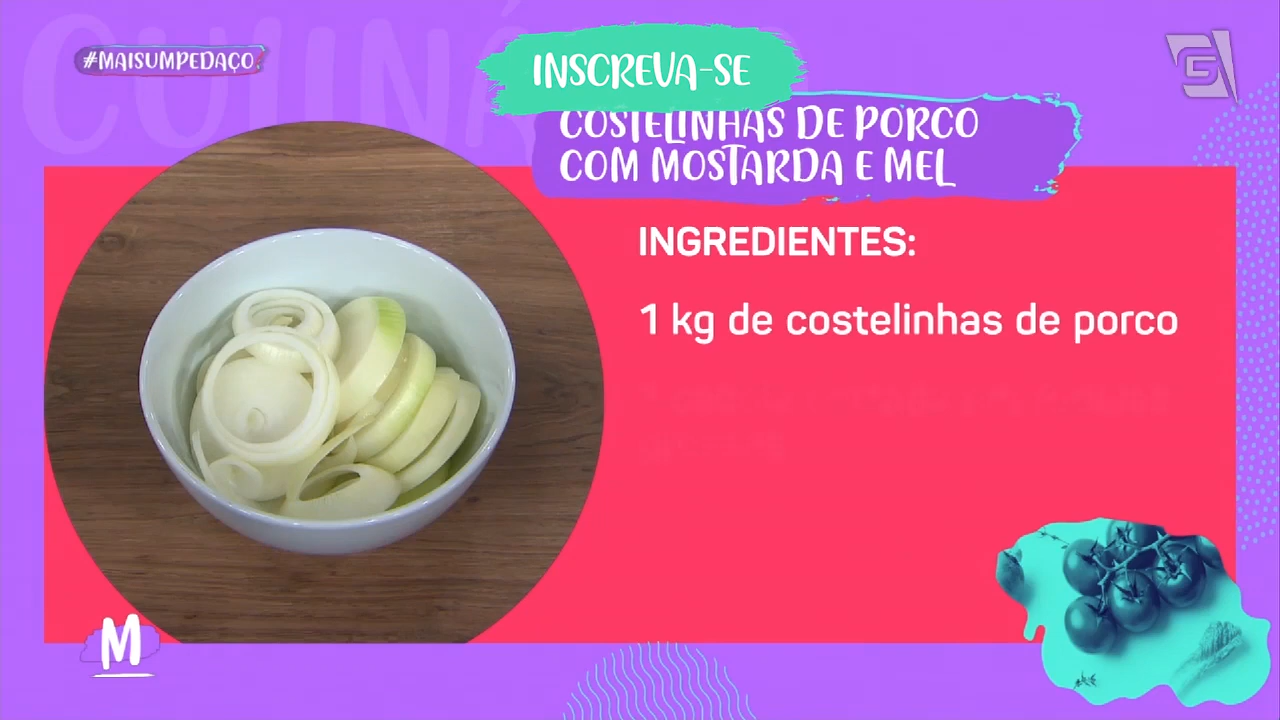 #MAISUMPEDAÇO
INSCREVA-SE
COSTELINHAS DE PORCO
COM MOSTARDA E MEL
INGREDIENTES:
1 kg de costelinhas de porco
M